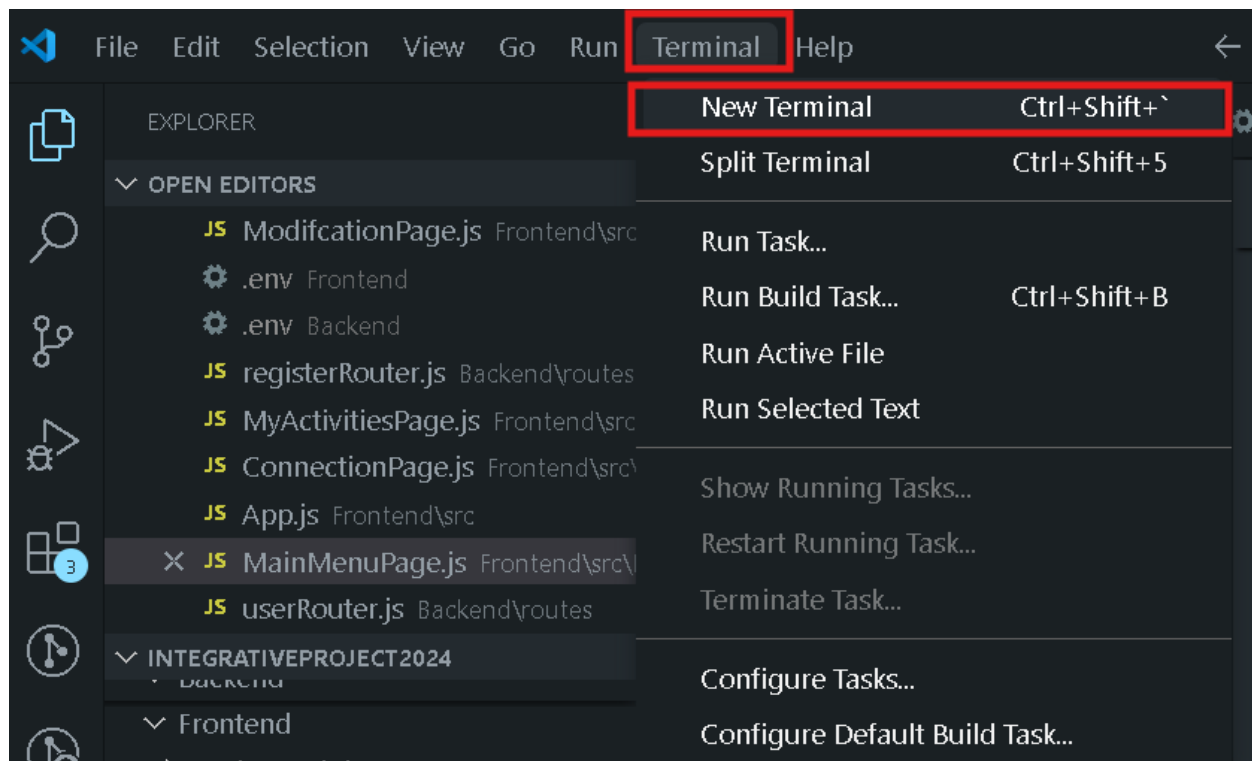 File Edit Selection View Go Run Terminal Help
EXPLORER
OPEN EDITORS
JS ModifcationPage.js Frontend\src
.env Frontend
.env Backend
JS registerRouter.js Backend\routes
JS MyActivitiesPage.js Frontend\src
JS ConnectionPage.js Frontend\src\
JS App.js Frontend\src
JS MainMenuPage.js Frontend\src\
JS userRouter.js Backend\routes
INTEGRATIVEPROJECT2024
Backend
Frontend
3
New Terminal Ctrl+Shift+`
Split Terminal Ctrl+Shift+5
Run Task...
Run Build Task... Ctrl+Shift+B
Run Active File
Run Selected Text
Show Running Tasks...
Restart Running Task...
Terminate Task...
Configure Tasks...
Configure Default Build Task...